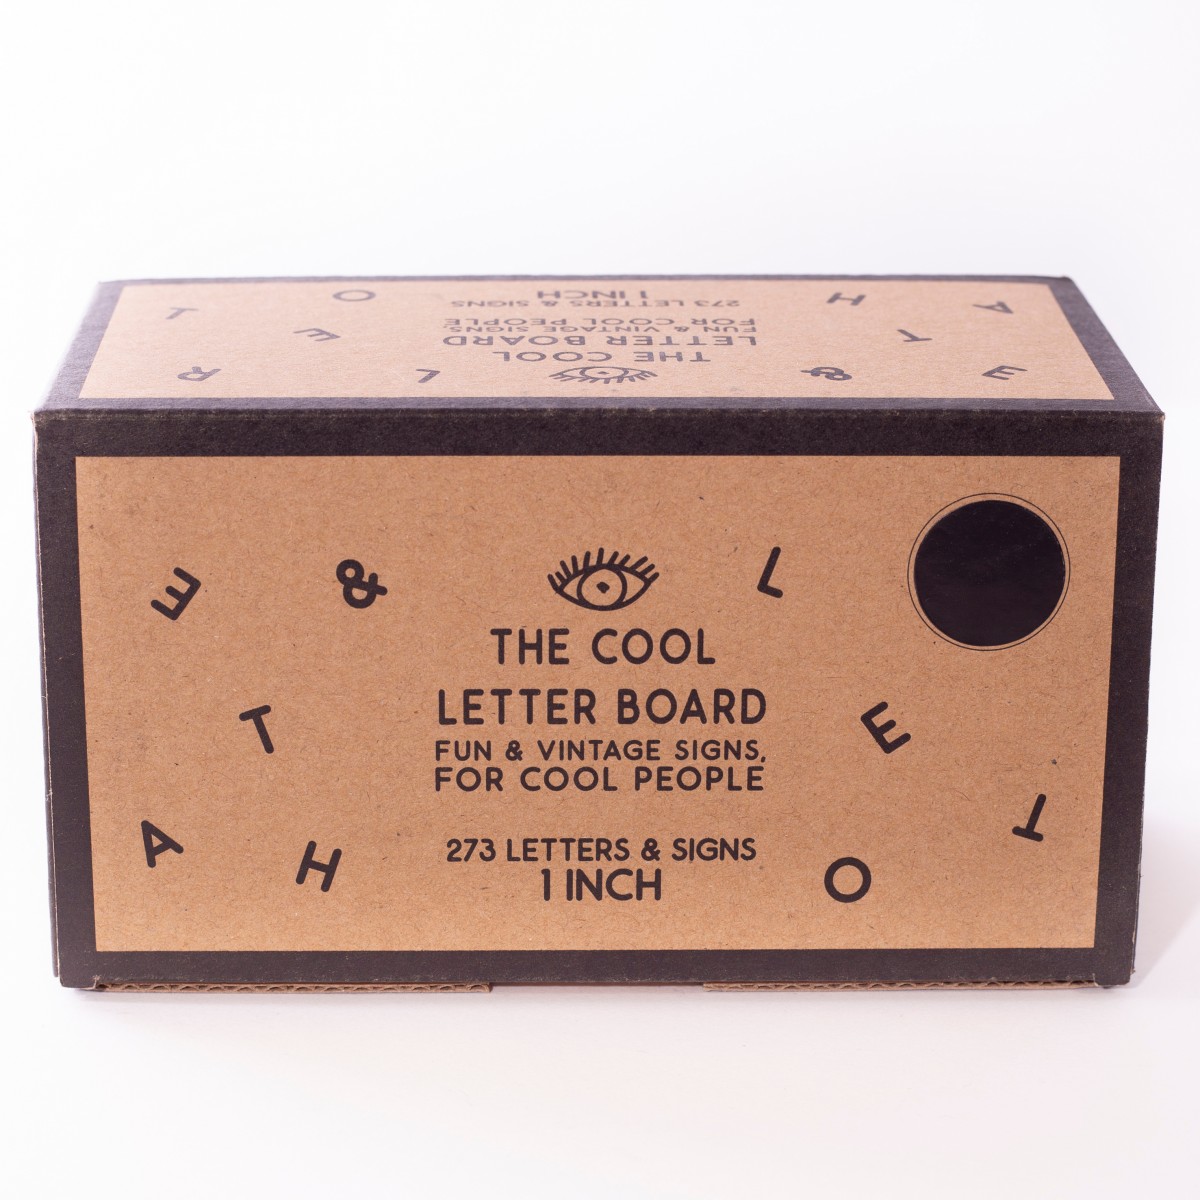 R
L
&
E
T
E
O
H
T
A
THE COOL
LETTER BOARD
FUN & VINTAGE SIGNS,
FOR COOL PEOPLE
273 LETTERS & SIGNS
1 INCH
E
&
L
THE COOL
T
LETTER BOARD
E
FUN & VINTAGE SIGNS,
FOR COOL PEOPLE
A
H
273 LETTERS & SIGNS
1 INCH
O
T